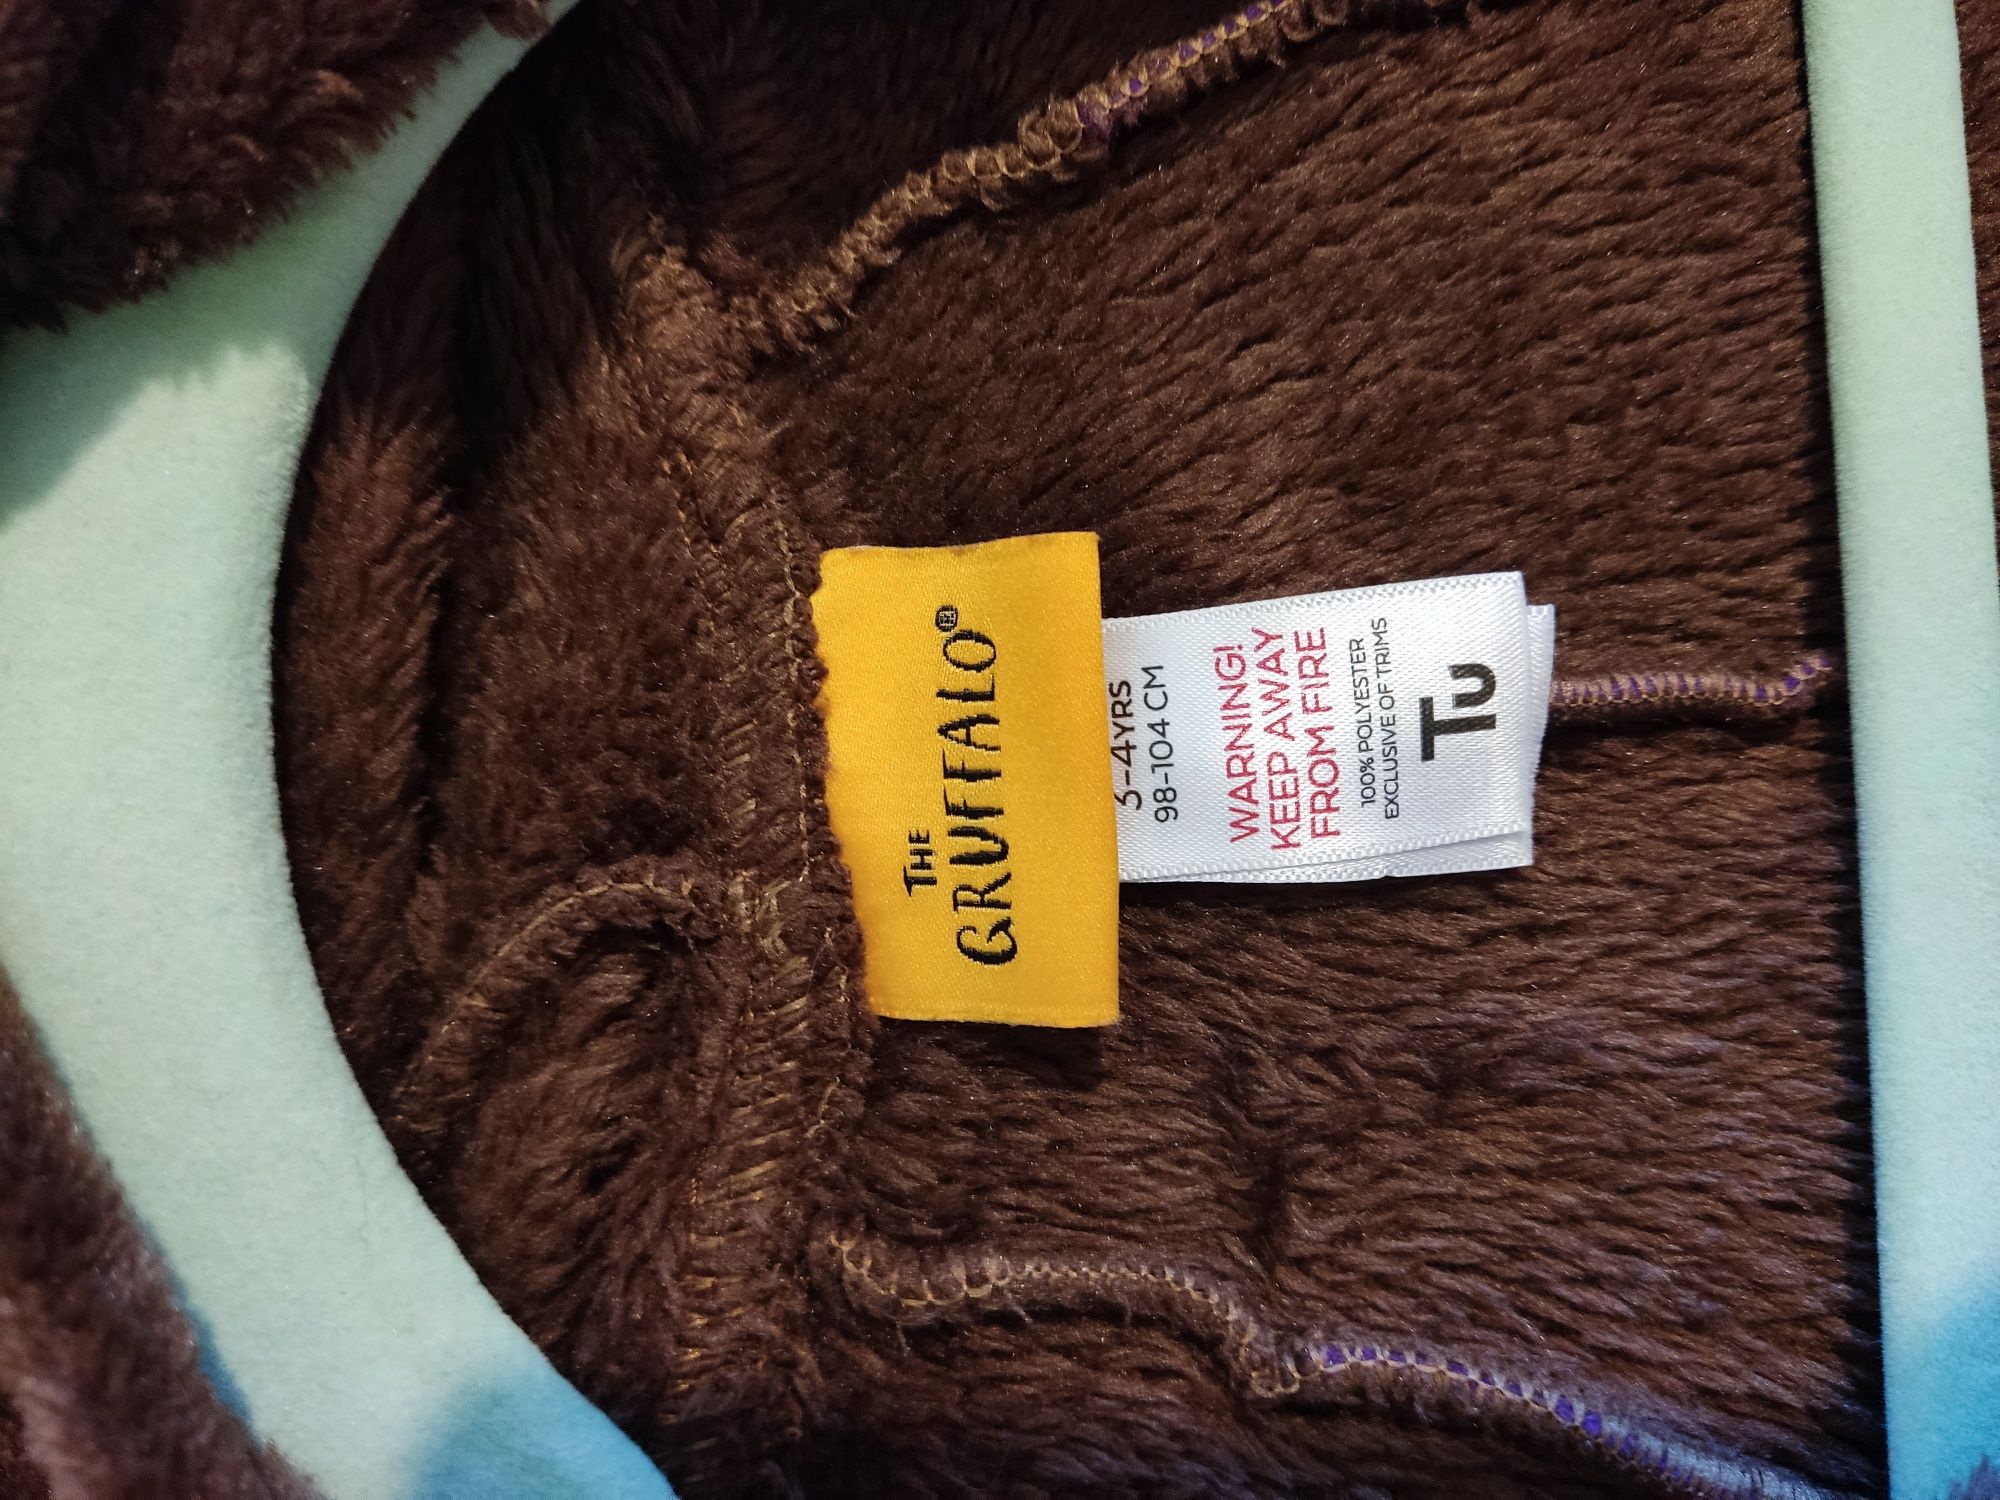 THE
GRUFFALO®
3-4YRS
98-104 CM
WARNING!
KEEP AWAY
FROM FIRE
100% POLYESTER
EXCLUSIVE OF TRIMS
Tu